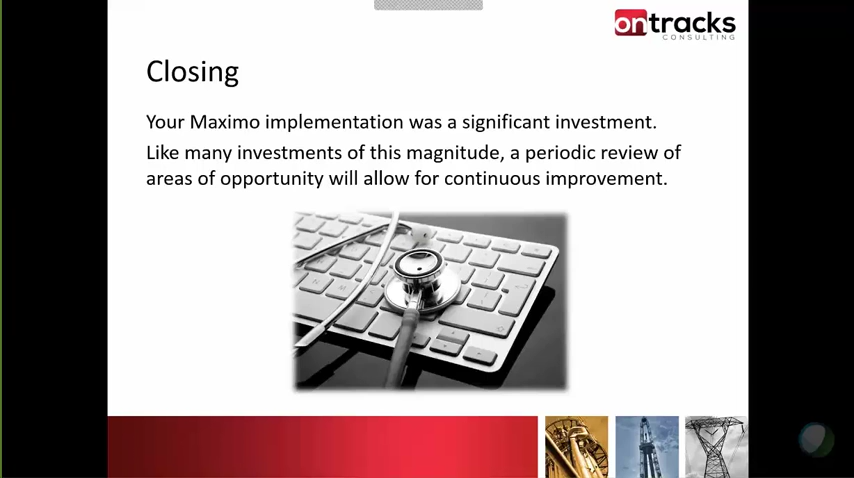 ontracks
CONSULTING
Closing
Your Maximo implementation was a significant investment.
Like many investments of this magnitude, a periodic review of
areas of opportunity will allow for continuous improvement.